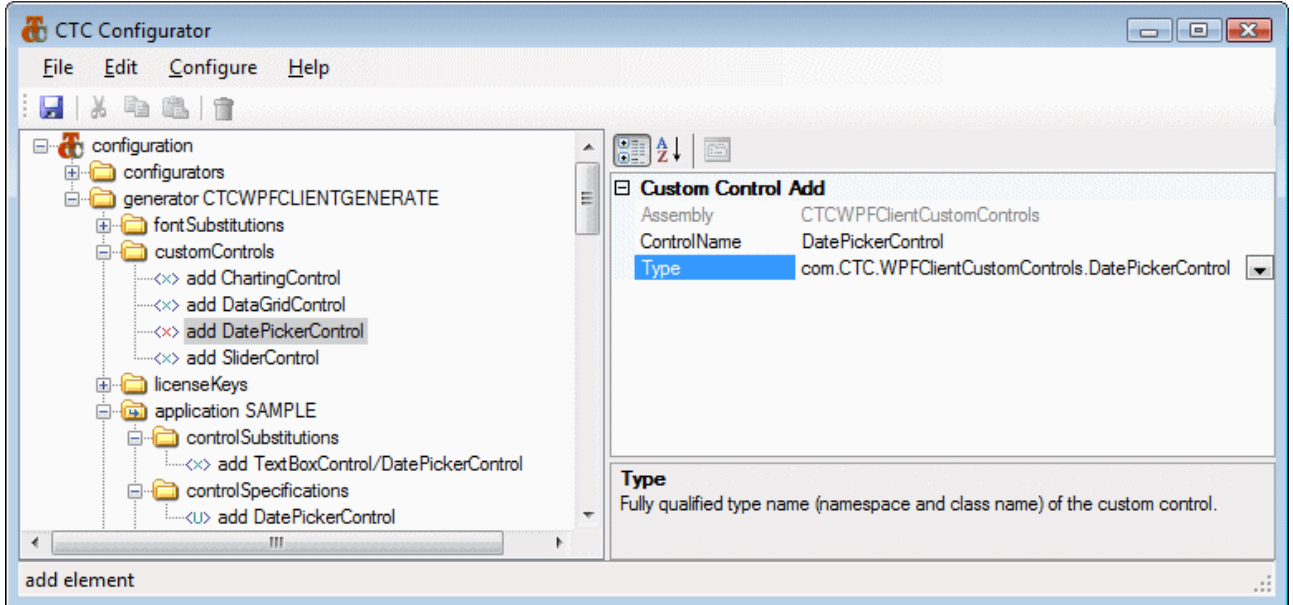 CTC Configurator
File Edit Configure Help
configuration
configurators
generator CTCWPFCLIENTGENERATE
fontSubstitutions
customControls
<x> add ChartingControl
<x> add DataGridControl
<x> add DatePickerControl
<x> add SliderControl
licenseKeys
application SAMPLE
controlSubstitutions
<x> add TextBoxControl/DatePickerControl
controlSpecifications
<U> add DatePickerControl
Custom Control Add
Assembly CTCWPFClientCustomControls
ControlName DatePickerControl
Type com.CTC.WPFClientCustomControls.DatePickerControl
Type
Fully qualified type name (namespace and class name) of the custom control.
add element